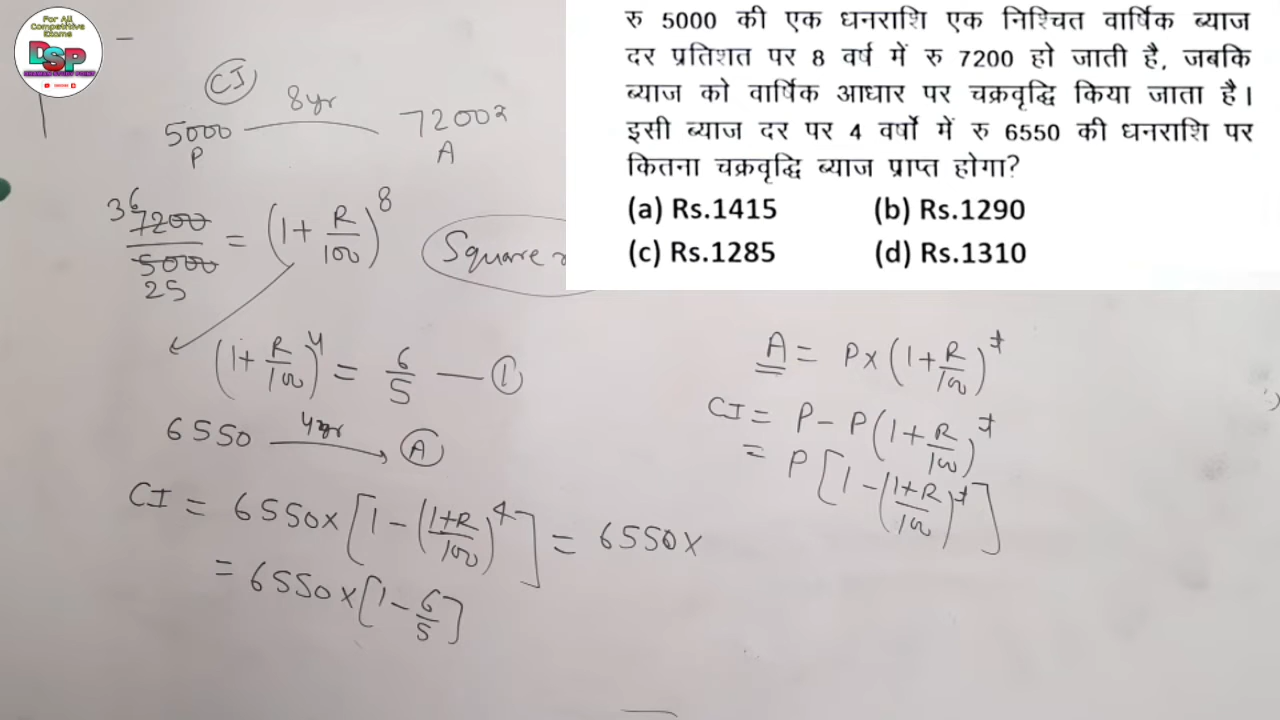 For All
Competitive
Exams
DSP
रु 5000 की एक धनराशि एक निश्चित वार्षिक ब्याज
दर प्रतिशत पर 8 वर्ष में रु 7200 हो जाती है, जबकि
ब्याज को वार्षिक आधार पर चक्रवृद्धि किया जाता है।
इसी ब्याज दर पर 4 वर्षो में रु 6550 की धनराशि पर
कितना चक्रवृद्धि ब्याज प्राप्त होगा?
(a) Rs.1415 (b) Rs.1290
(c) Rs.1285 (d) Rs.1310
CI
8yr
5000 7200
P A
36
7200/5000 = (1+R/100)^8
25
Square
(1+R/100)^4 = 6/5 — 1
6550 4yr A
CI = 6550×[1-(1+R/100)^4] = 6550×
= 6550×[1-6/5]
A = P×(1+R/100)^t
CI = P-P(1+R/100)^t
= P[1-(1+R/100)^t]